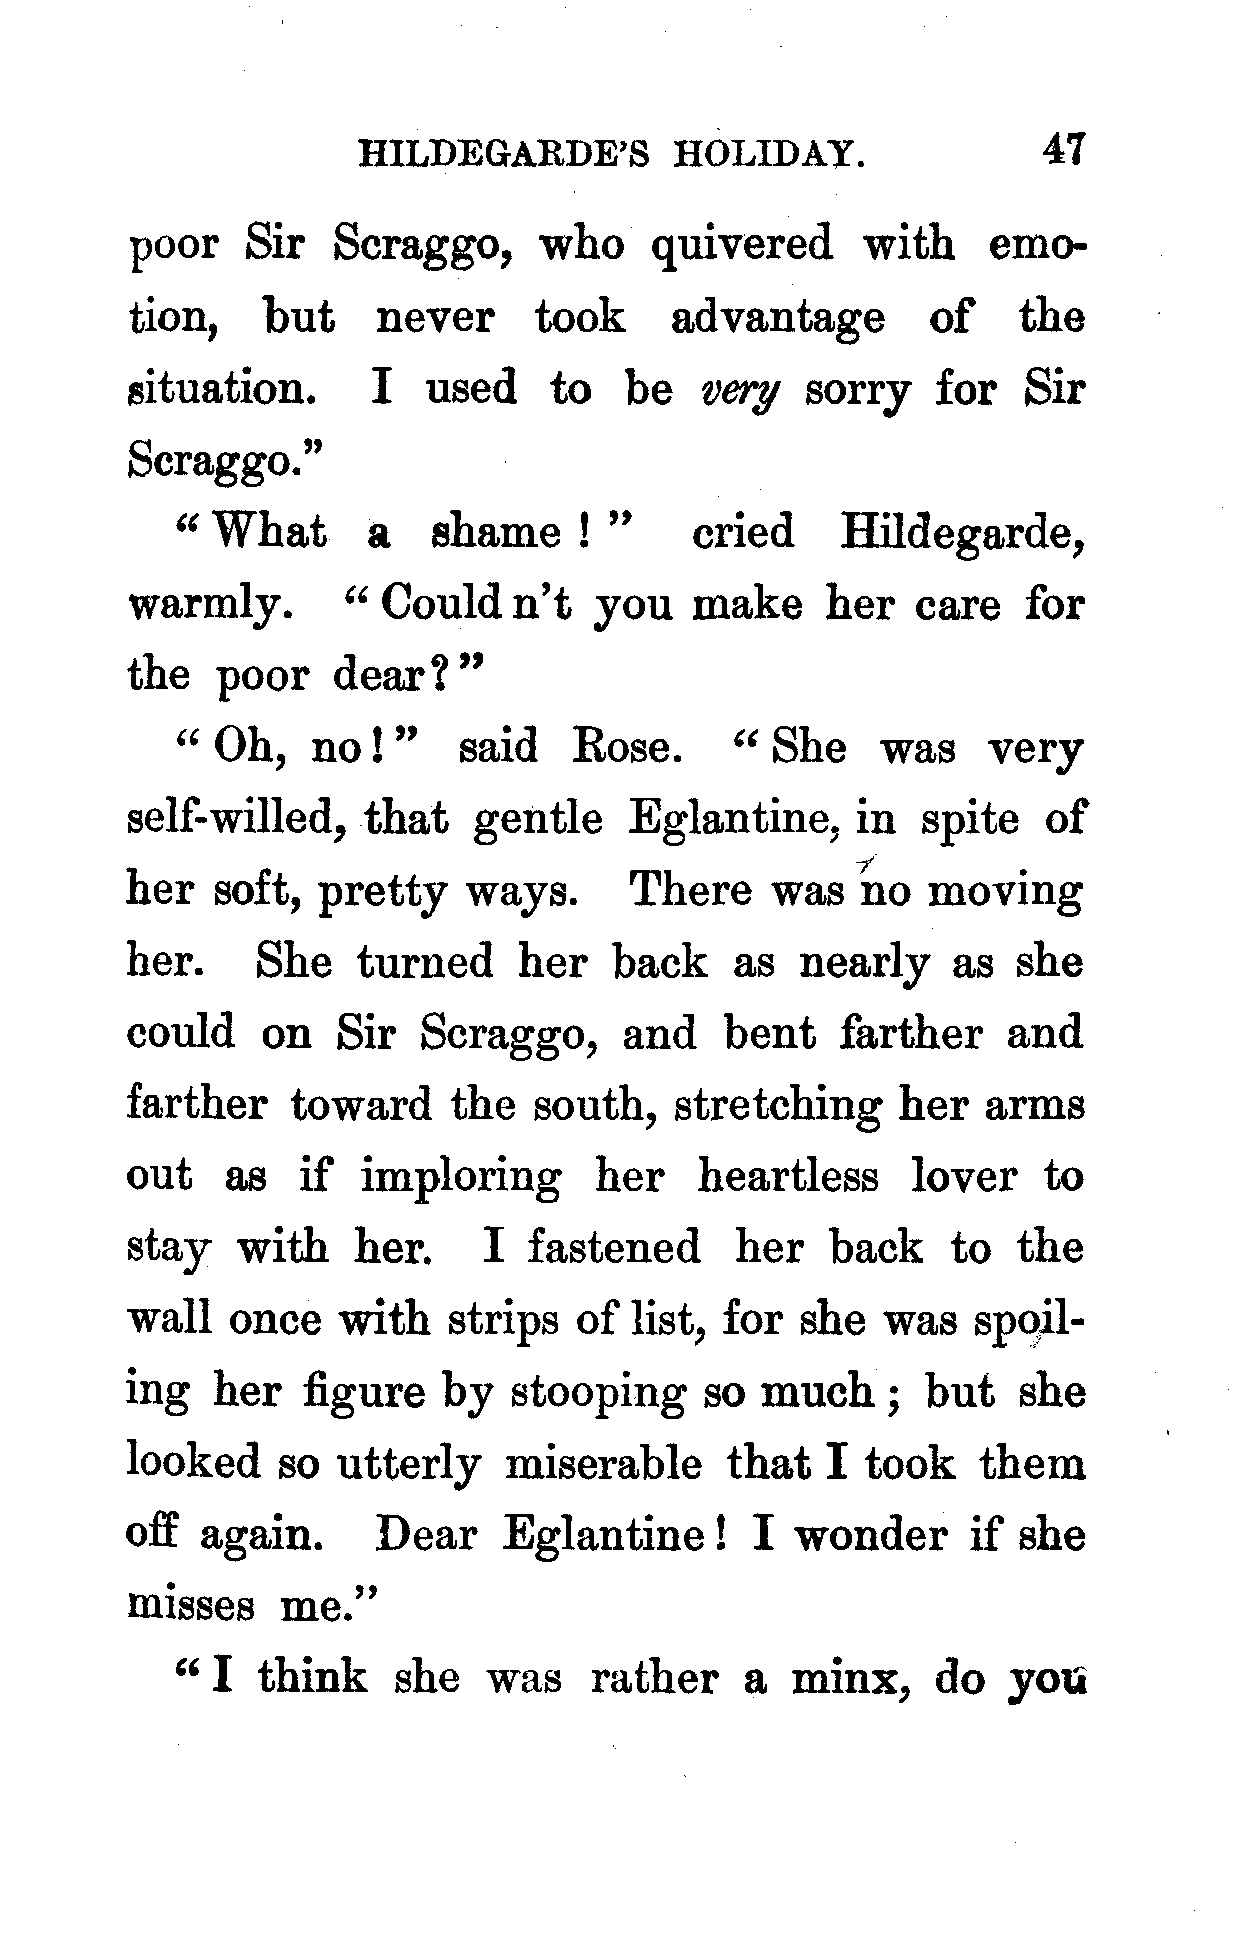 HILDEGARDE'S HOLIDAY. 47
poor Sir Scraggo, who quivered with emo-
tion, but never took advantage of the
situation. I used to be very sorry for Sir
Scraggo."
"What a shame!" cried Hildegarde,
warmly. "Could n't you make her care for
the poor dear?"
"Oh, no!" said Rose. "She was very
self-willed, that gentle Eglantine, in spite of
her soft, pretty ways. There was no moving
her. She turned her back as nearly as she
could on Sir Scraggo, and bent farther and
farther toward the south, stretching her arms
out as if imploring her heartless lover to
stay with her. I fastened her back to the
wall once with strips of list, for she was spoil-
ing her figure by stooping so much; but she
looked so utterly miserable that I took them
off again. Dear Eglantine! I wonder if she
misses me."
"I think she was rather a minx, do you